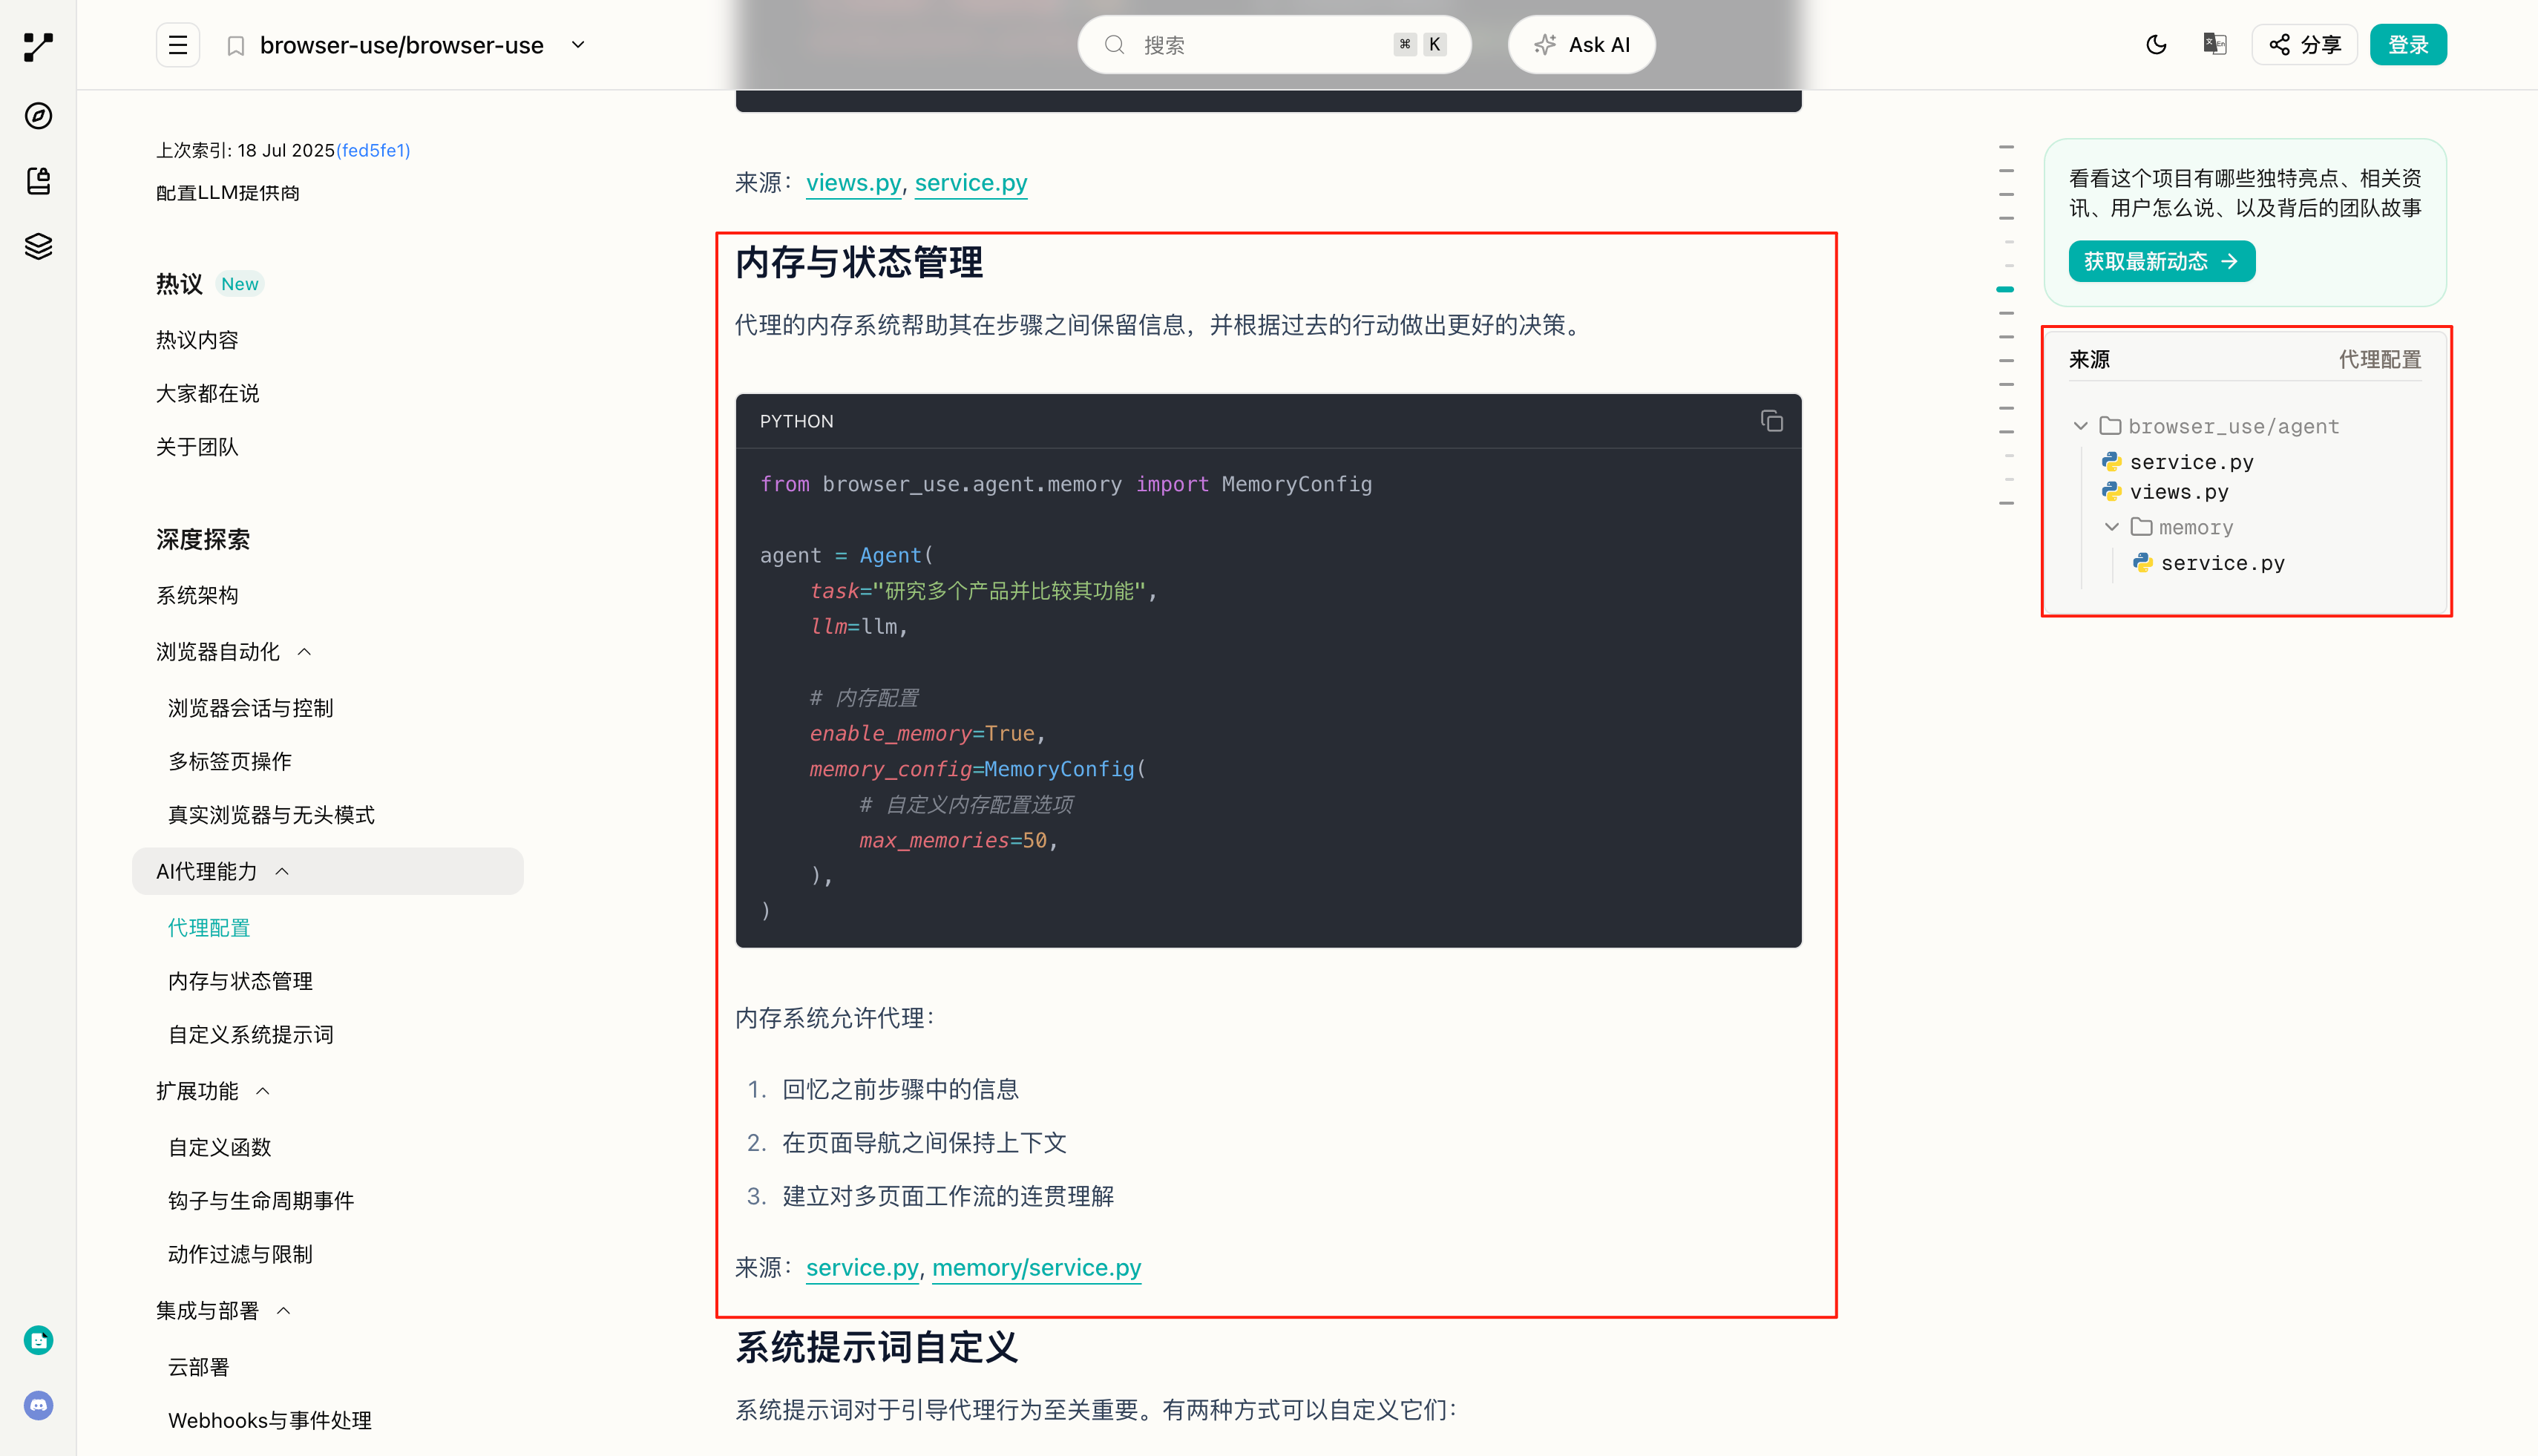 browser-use/browser-use
搜索
⌘ K
Ask AI
分享
登录
上次索引: 18 Jul 2025(fed5fe1)
配置LLM提供商
热议 New
热议内容
大家都在说
关于团队
深度探索
系统架构
浏览器自动化
浏览器会话与控制
多标签页操作
真实浏览器与无头模式
AI代理能力
代理配置
内存与状态管理
自定义系统提示词
扩展功能
自定义函数
钩子与生命周期事件
动作过滤与限制
集成与部署
云部署
Webhooks与事件处理
来源：views.py, service.py
内存与状态管理
代理的内存系统帮助其在步骤之间保留信息，并根据过去的行动做出更好的决策。
PYTHON
from browser_use.agent.memory import MemoryConfig
agent = Agent(
task="研究多个产品并比较其功能",
llm=llm,
# 内存配置
enable_memory=True,
memory_config=MemoryConfig(
# 自定义内存配置选项
max_memories=50,
),
)
内存系统允许代理：
1. 回忆之前步骤中的信息
2. 在页面导航之间保持上下文
3. 建立对多页面工作流的连贯理解
来源：service.py, memory/service.py
系统提示词自定义
系统提示词对于引导代理行为至关重要。有两种方式可以自定义它们：
看看这个项目有哪些独特亮点、相关资
讯、用户怎么说、以及背后的团队故事
获取最新动态 →
来源 代理配置
browser_use/agent
service.py
views.py
memory
service.py